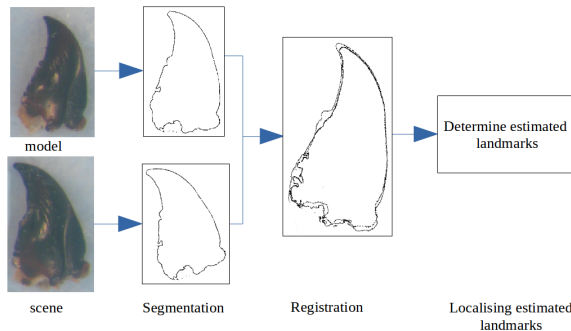 model
Determine estimated
landmarks
scene
Segmentation
Registration
Localising estimated
landmarks